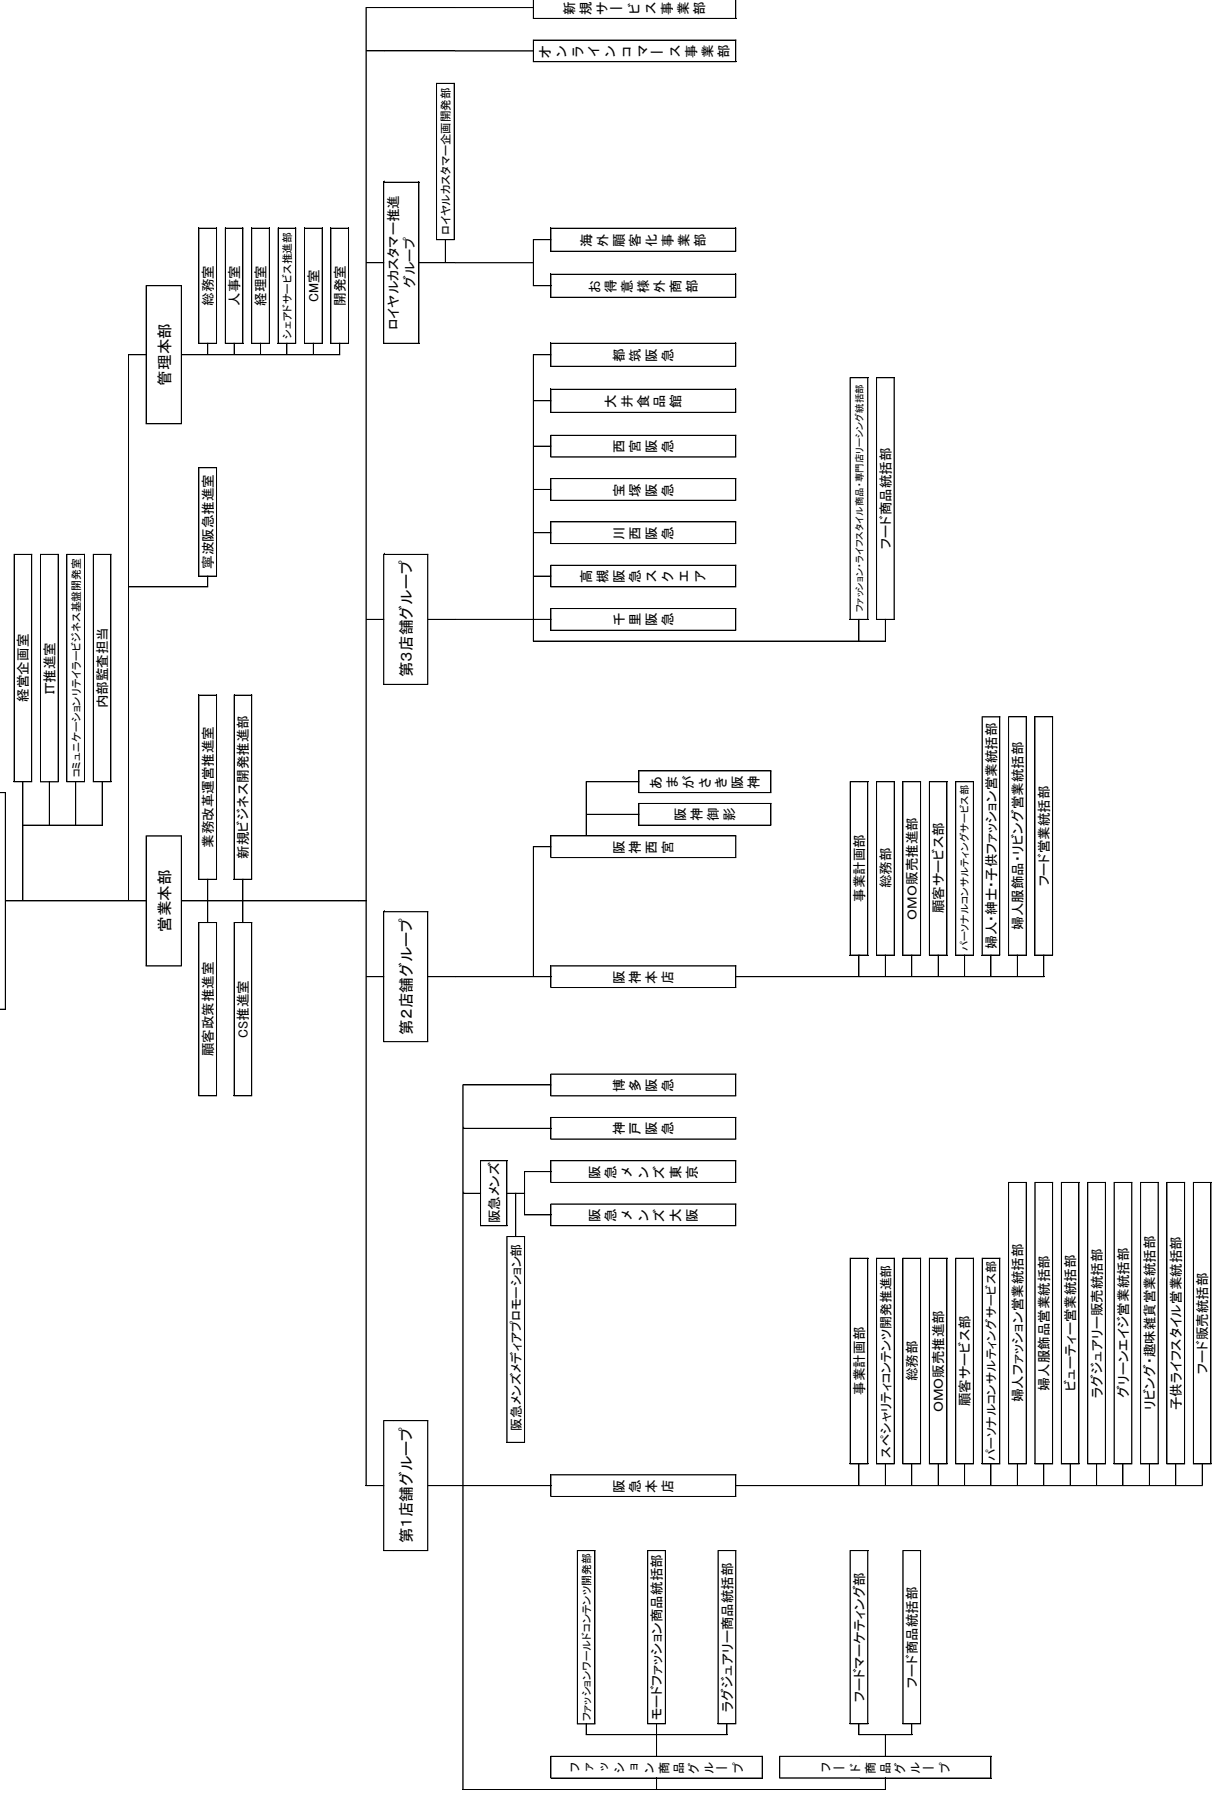 経営企画室
IT推進室
コミュニケーションリテイラービジネス基盤開発室
内部監査担当
営業本部
管理本部
寧波阪急推進室
総務室
人事室
経理室
シェアドサービス推進部
CM室
開発室
顧客政策推進室
業務改革運営推進室
CS推進室
新規ビジネス開発推進部
第1店舗グループ
第2店舗グループ
第3店舗グループ
ロイヤルカスタマー推進
グループ
オンラインコマース事業部
新規サービス事業部
ファッション商品グループ
ファッションワールドコンテンツ開発部
モードファッション商品統括部
ラグジュアリー商品統括部
フード商品グループ
フードマーケティング部
フード商品統括部
阪急本店
事業計画部
スペシャリティコンテンツ開発推進部
総務部
OMO販売推進部
顧客サービス部
パーソナルコンサルティングサービス部
婦人ファッション営業統括部
婦人服飾品営業統括部
ビューティー営業統括部
ラグジュアリー販売統括部
グリーンエイジ営業統括部
リビング・趣味雑貨営業統括部
子供ライフスタイル営業統括部
フード販売統括部
阪急メンズ
阪急メンズメディアプロモーション部
阪急メンズ大阪
阪急メンズ東京
神戸阪急
博多阪急
阪神本店
事業計画部
総務部
OMO販売推進部
顧客サービス部
パーソナルコンサルティングサービス部
婦人・紳士・子供ファッション営業統括部
婦人服飾品・リビング営業統括部
フード営業統括部
阪神西宮
阪神御影
あまがさき阪神
千里阪急
高槻阪急スクエア
川西阪急
宝塚阪急
西宮阪急
大井食品館
都筑阪急
ファッション・ライフスタイル商品・専門店リーシング統括部
フード商品統括部
ロイヤルカスタマー企画開発部
お得意様外商部
海外顧客化事業部